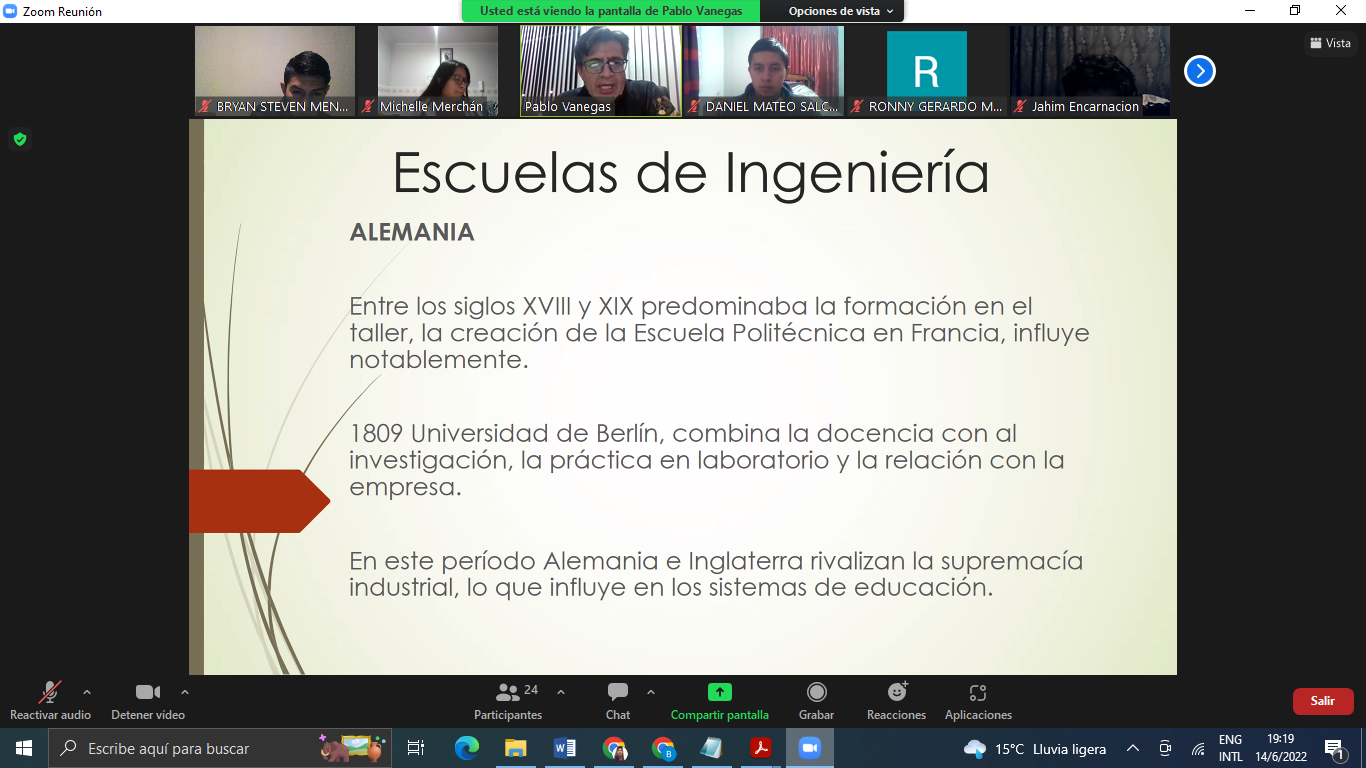 Zoom Reunión
Usted está viendo la pantalla de Pablo Vanegas
Opciones de vista
Vista
R
BRYAN STEVEN MEN...
Michelle Merchán
Pablo Vanegas
DANIEL MATEO SALC...
RONNY GERARDO M...
Jahim Encarnacion
Escuelas de Ingeniería
ALEMANIA
Entre los siglos XVIII y XIX predominaba la formación en el
taller, la creación de la Escuela Politécnica en Francia, influye
notablemente.
1809 Universidad de Berlín, combina la docencia con al
investigación, la práctica en laboratorio y la relación con la
empresa.
En este período Alemania e Inglaterra rivalizan la supremacía
industrial, lo que influye en los sistemas de educación.
24
Reactivar audio
Detener vídeo
Participantes
Chat
Compartir pantalla
Grabar
Reacciones
Aplicaciones
Salir
Escribe aquí para buscar
W
B
15°C Lluvia ligera
ENG
INTL
19:19
14/6/2022
1